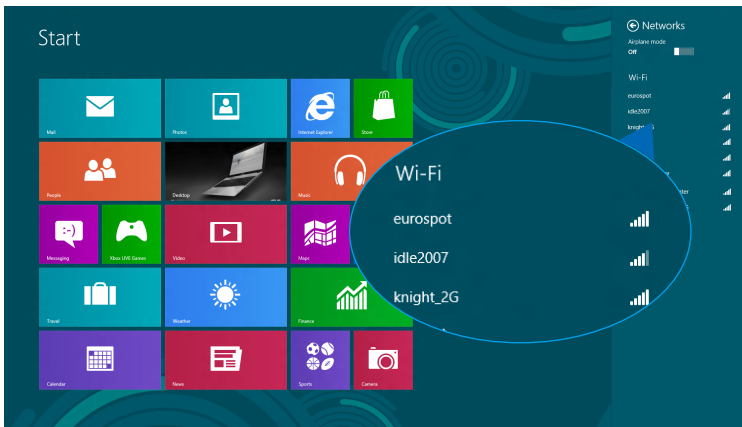 Start
Mail
Photos
Internet Explorer
Store
People
Desktop
Music
Messaging
Xbox LIVE Games
Video
Maps
Travel
Weather
Finance
Calendar
News
Sports
Camera
Networks
Airplane mode
Off
Wi-Fi
eurospot
idle2007
Wi-Fi
eurospot
idle2007
knight_2G